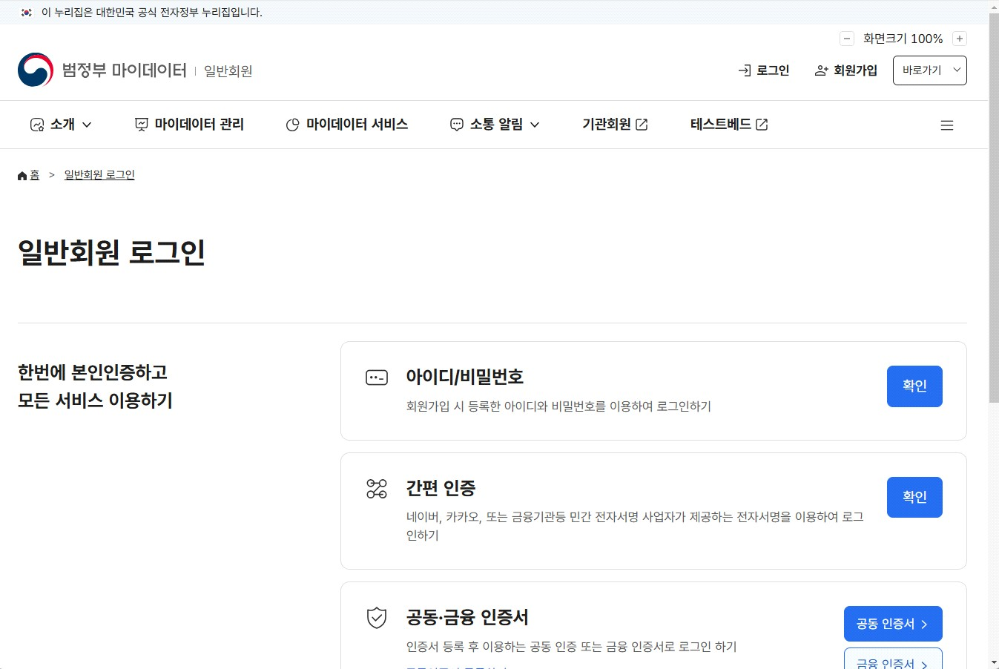 이 누리집은 대한민국 공식 전자정부 누리집입니다.
화면크기 100%
범정부 마이데이터 일반회원
로그인 회원가입 바로가기
소개 마이데이터 관리 마이데이터 서비스 소통 알림 기관회원 테스트베드
홈 > 일반회원 로그인
일반회원 로그인
한번에 본인인증하고
모든 서비스 이용하기
아이디/비밀번호
회원가입 시 등록한 아이디와 비밀번호를 이용하여 로그인하기
확인
간편 인증
네이버, 카카오, 또는 금융기관등 민간 전자서명 사업자가 제공하는 전자서명을 이용하여 로그
인하기
확인
공동·금융 인증서
인증서 등록 후 이용하는 공동 인증 또는 금융 인증서로 로그인 하기
공동 인증서
금융 인증서